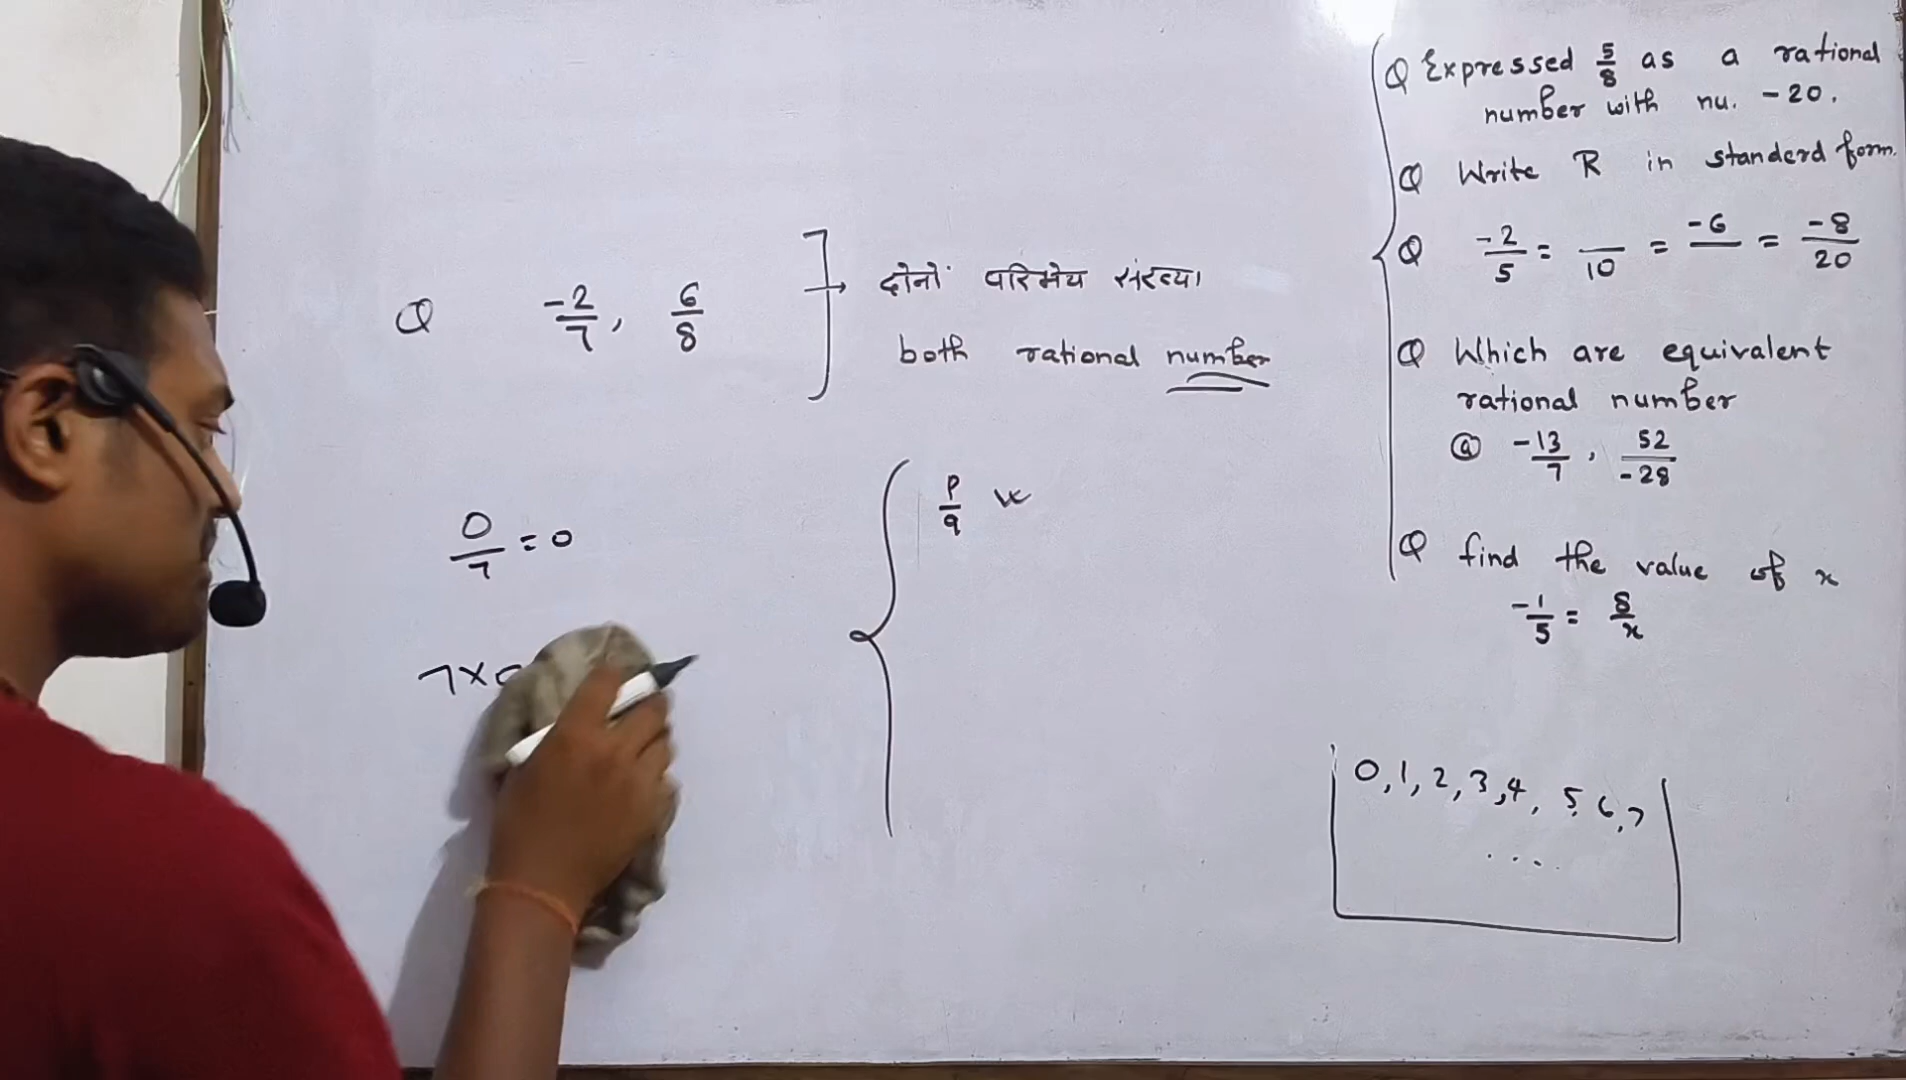 Q -2/7, 6/8 → दोनों परिमेय संख्या
both rational number
0/7 = 0
7×
p/q
Q Expressed 5/8 as a rational
number with nu. -20.
Q Write R in standerd form.
Q -2/5 = __/10 = -6/__ = -8/20
Q Which are equivalent
rational number
@ -13/7, 52/-28
Q find the value of x
-1/5 = 8/x
0, 1, 2, 3, 4, 5, 6, 7
....